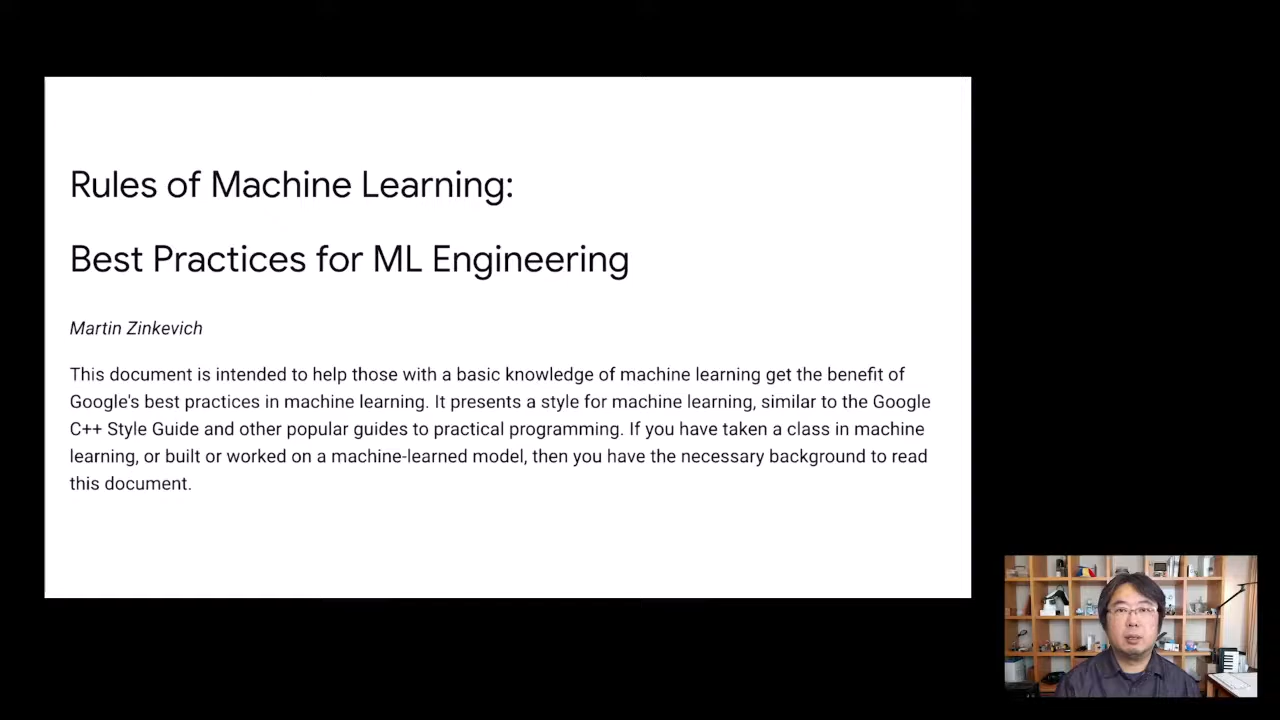 Rules of Machine Learning:
Best Practices for ML Engineering
Martin Zinkevich
This document is intended to help those with a basic knowledge of machine learning get the benefit of
Google's best practices in machine learning. It presents a style for machine learning, similar to the Google
C++ Style Guide and other popular guides to practical programming. If you have taken a class in machine
learning, or built or worked on a machine-learned model, then you have the necessary background to read
this document.